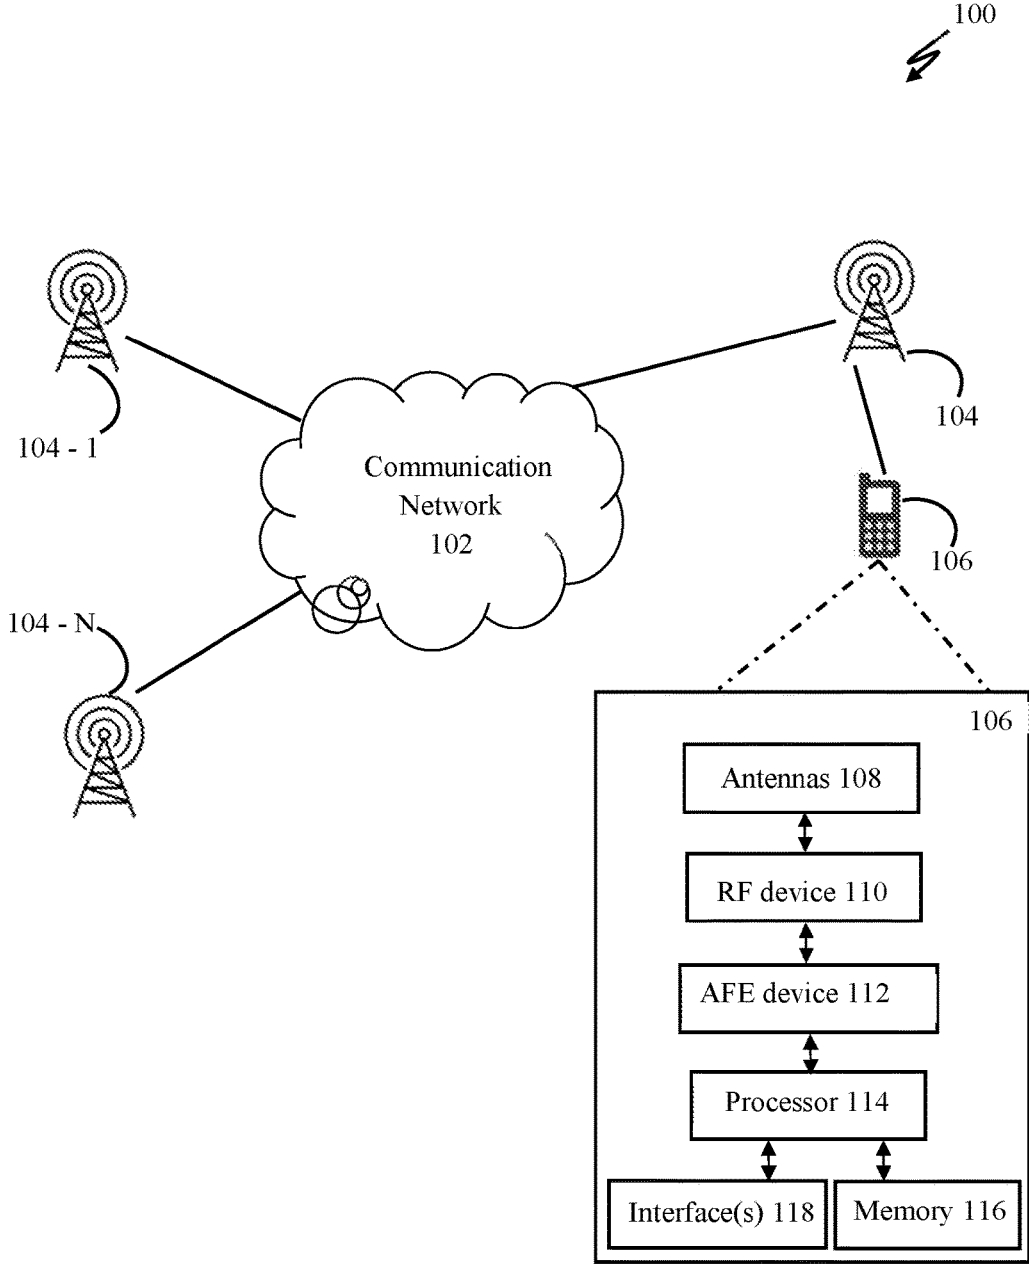 100
104 - 1
104
Communication
Network
102
106
104 - N
106
Antennas 108
RF device 110
AFE device 112
Processor 114
Interface(s) 118
Memory 116